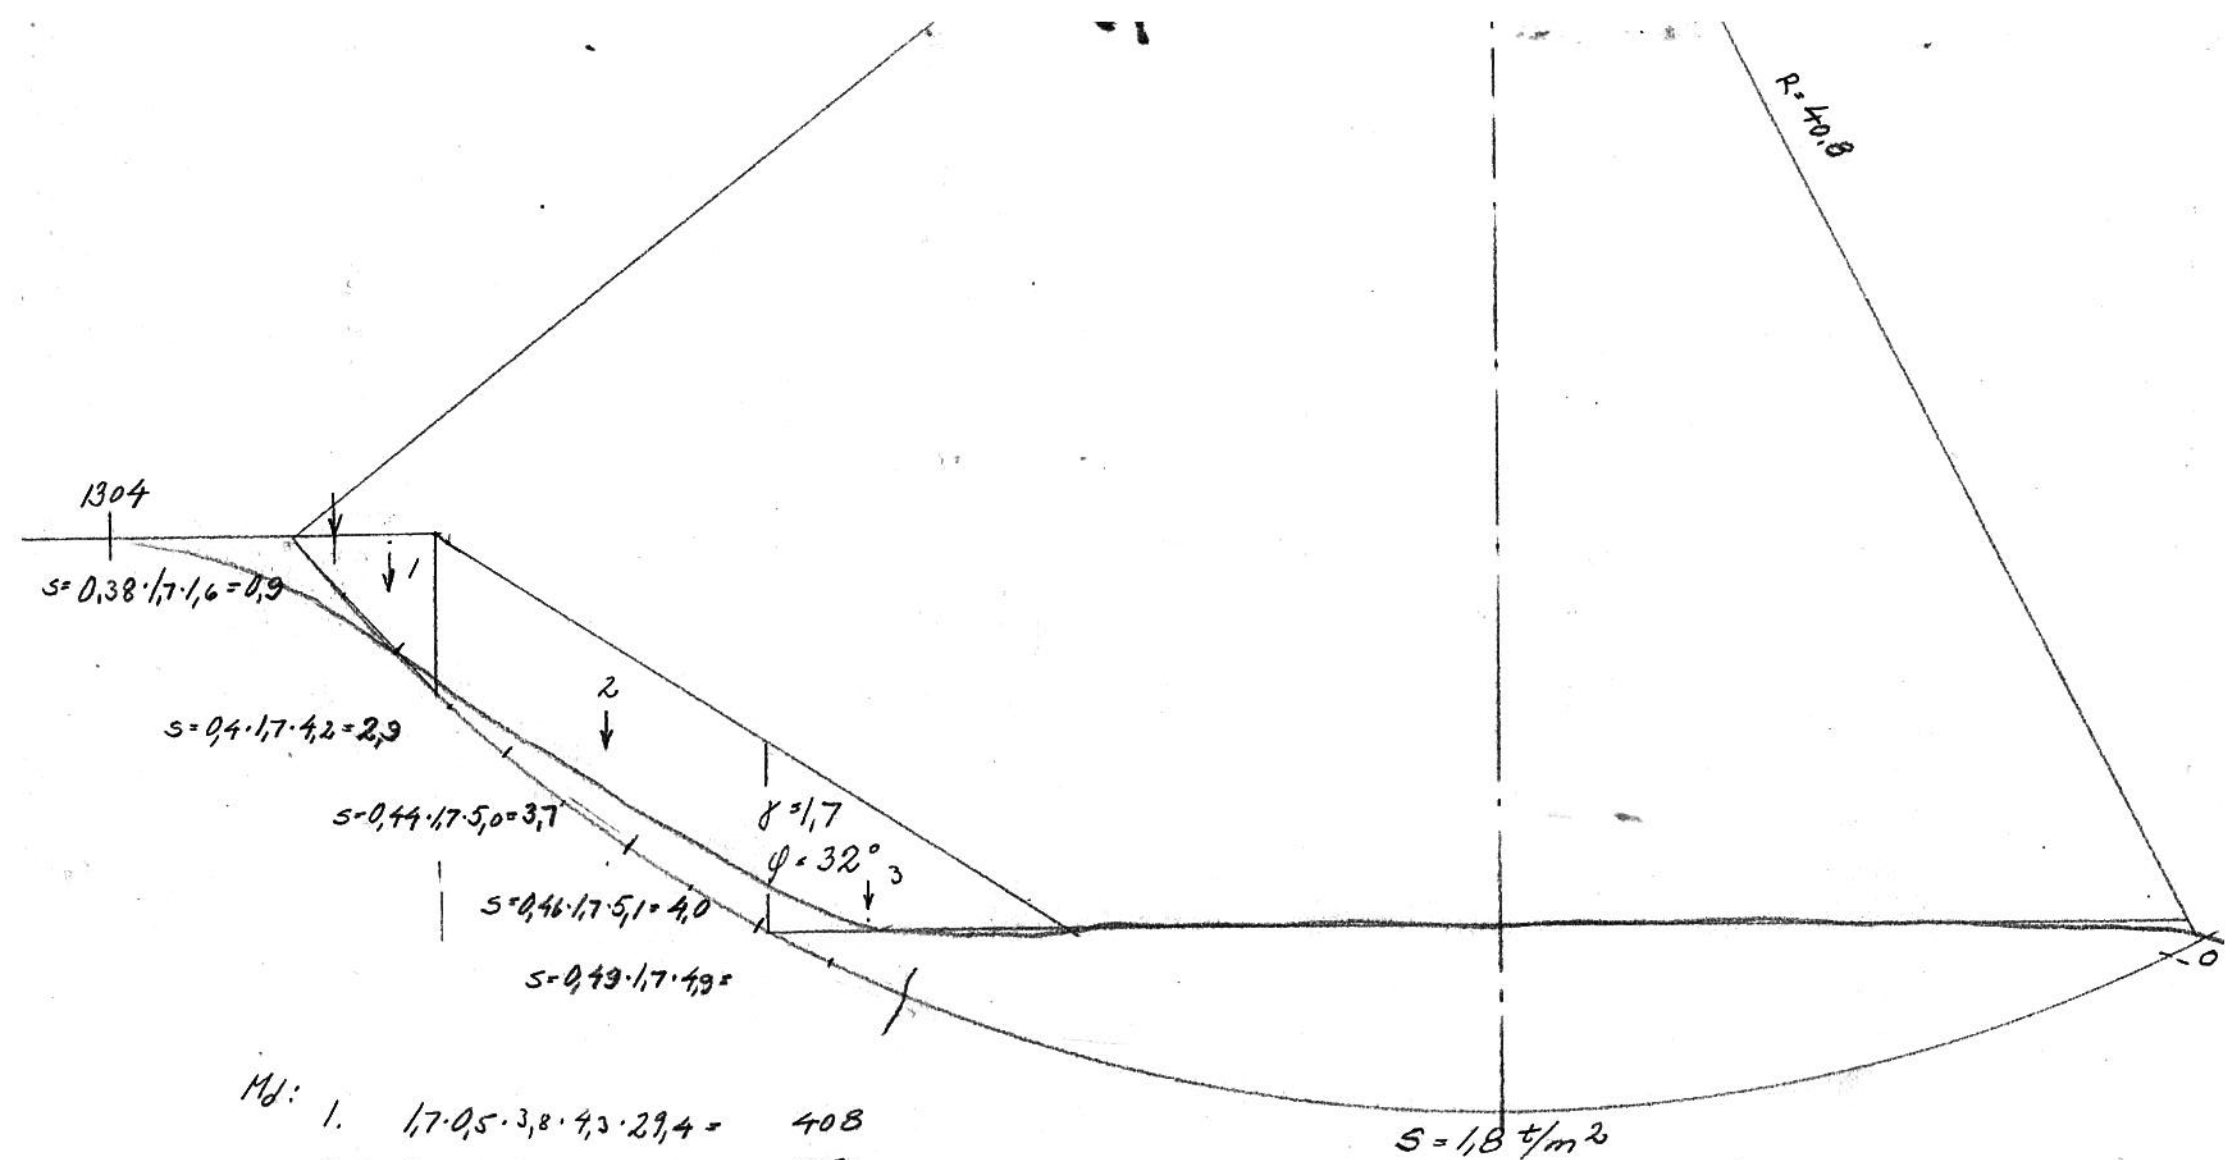 R=40,8
1304
1
s=0,38·1,7·1,6=0,9
2
s=0,4·1,7·4,2=2,9
γ=1,7
s=0,44·1,7·5,0=3,7
φ=32° 3
s=0,46·1,7·5,1=4,0
0
s=0,49·1,7·4,9=
Md:
1. 1,7·0,5·3,8·4,3·29,4= 408
S=1,8 t/m²